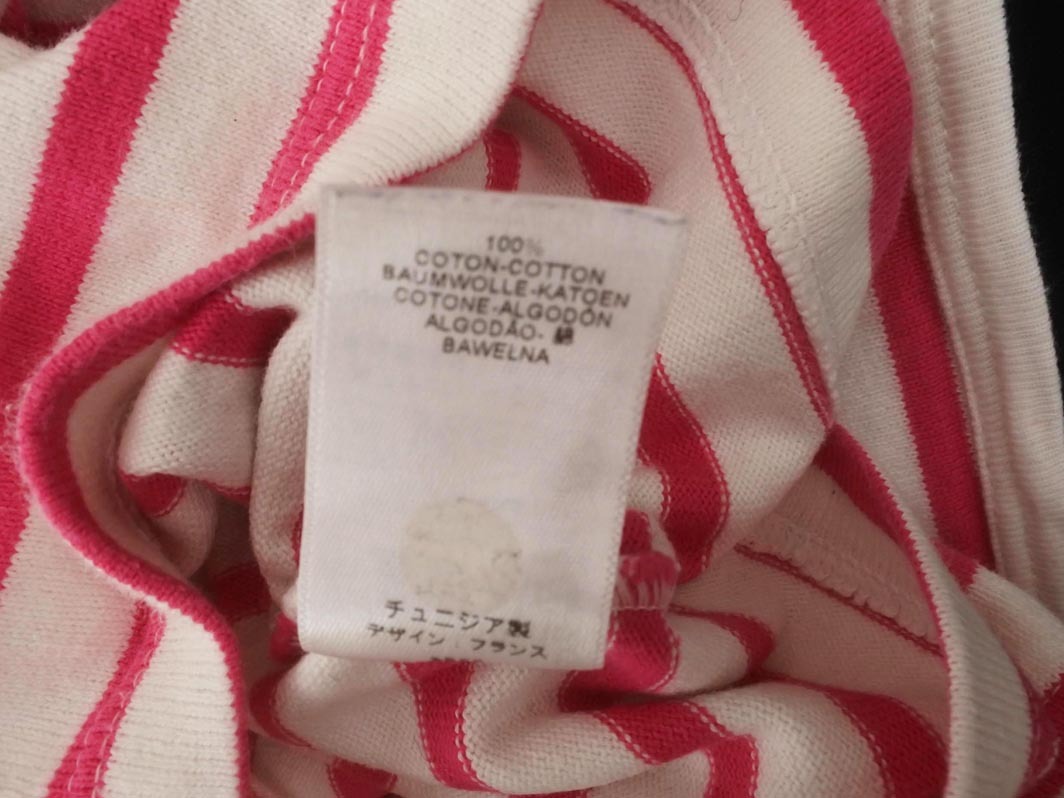 100%
COTON-COTTON
BAUMWOLLE-KATOEN
COTONE-ALGODÓN
ALGODÃO- 綿
BAWELNA
チュニジア製
デザイン：フランス